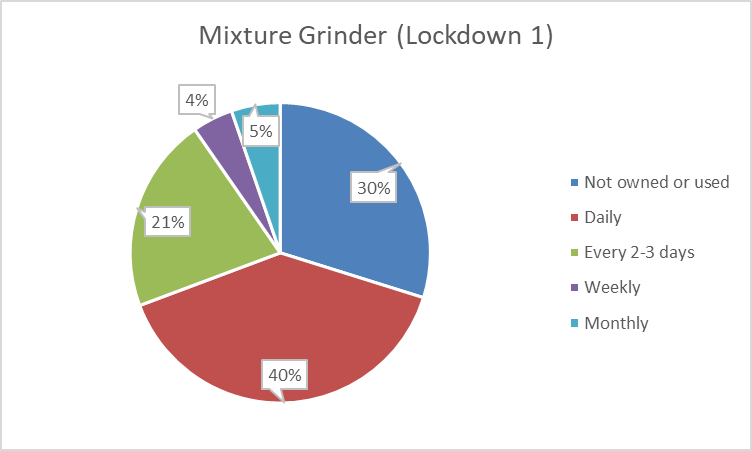 Mixture Grinder (Lockdown 1)
4%
5%
30%
21%
40%
Not owned or used
Daily
Every 2-3 days
Weekly
Monthly